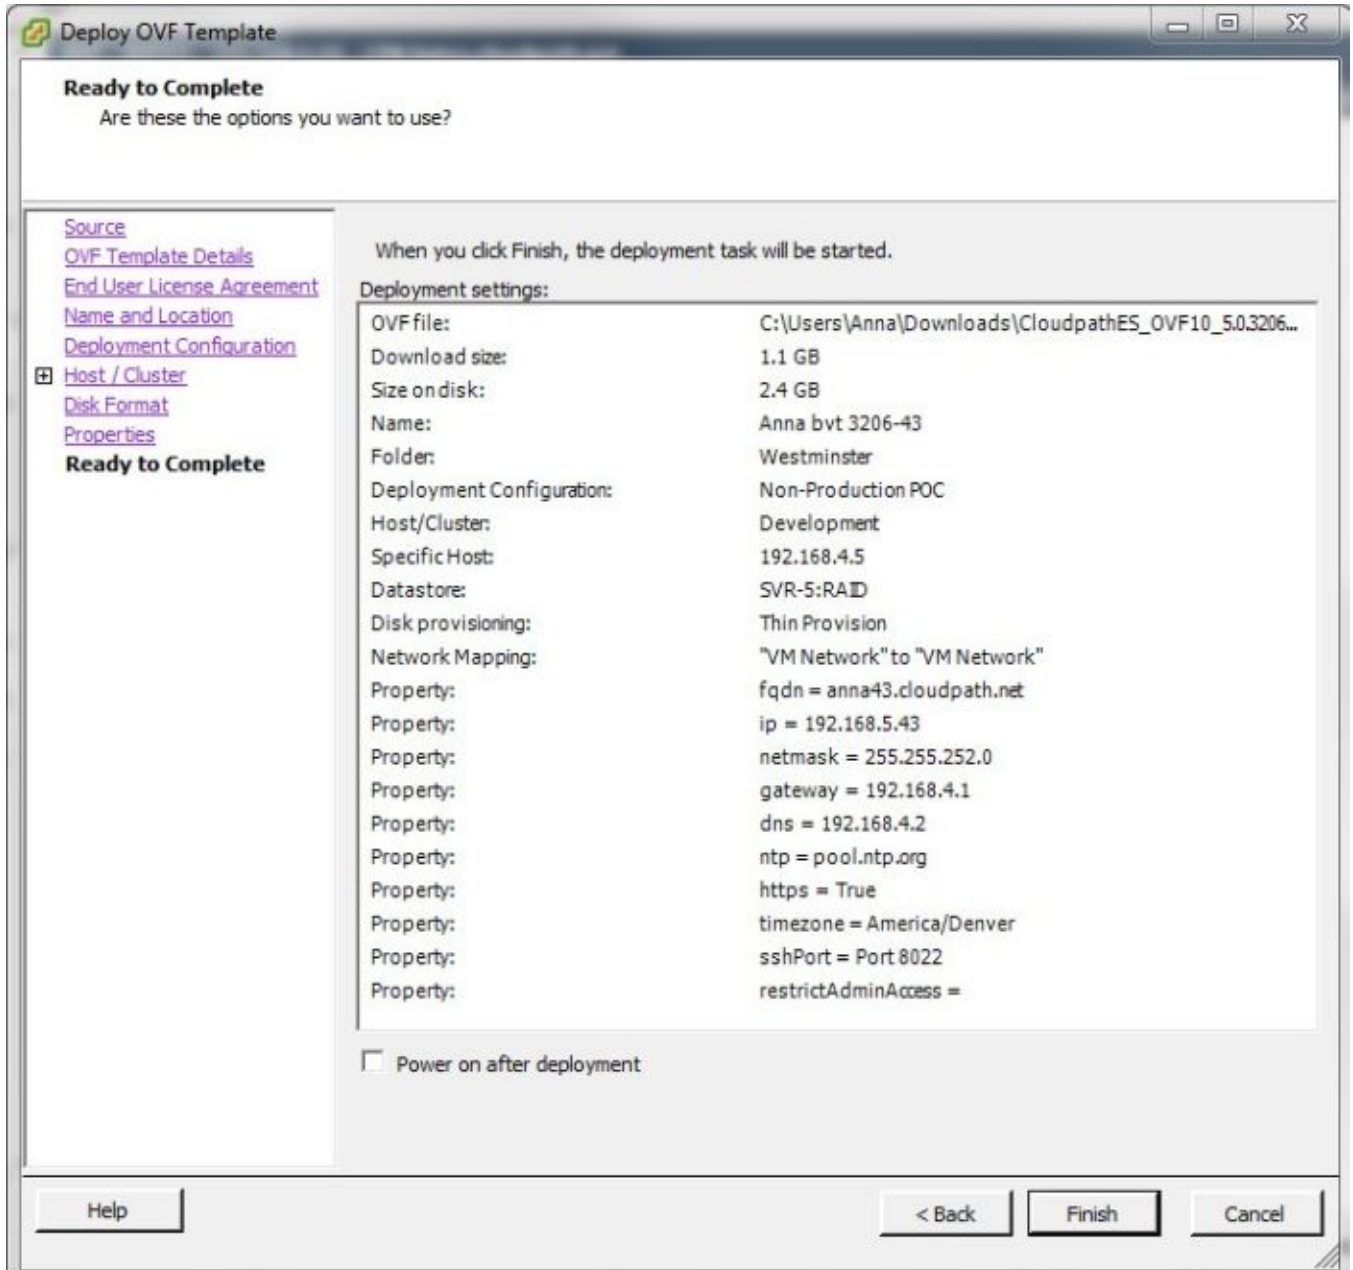 Deploy OVF Template
Ready to Complete
Are these the options you want to use?
Source
OVF Template Details
End User License Agreement
Name and Location
Deployment Configuration
Host / Cluster
Disk Format
Properties
Ready to Complete
When you click Finish, the deployment task will be started.
Deployment settings:
OVF file: C:\Users\Anna\Downloads\CloudpathES_OVF10_5.0.3206...
Download size: 1.1 GB
Size on disk: 2.4 GB
Name: Anna bvt 3206-43
Folder: Westminster
Deployment Configuration: Non-Production POC
Host/Cluster: Development
Specific Host: 192.168.4.5
Datastore: SVR-5:RAID
Disk provisioning: Thin Provision
Network Mapping: "VM Network" to "VM Network"
Property: fqdn = anna43.cloudpath.net
Property: ip = 192.168.5.43
Property: netmask = 255.255.252.0
Property: gateway = 192.168.4.1
Property: dns = 192.168.4.2
Property: ntp = pool.ntp.org
Property: https = True
Property: timezone = America/Denver
Property: sshPort = Port 8022
Property: restrictAdminAccess =
Power on after deployment
Help
< Back
Finish
Cancel